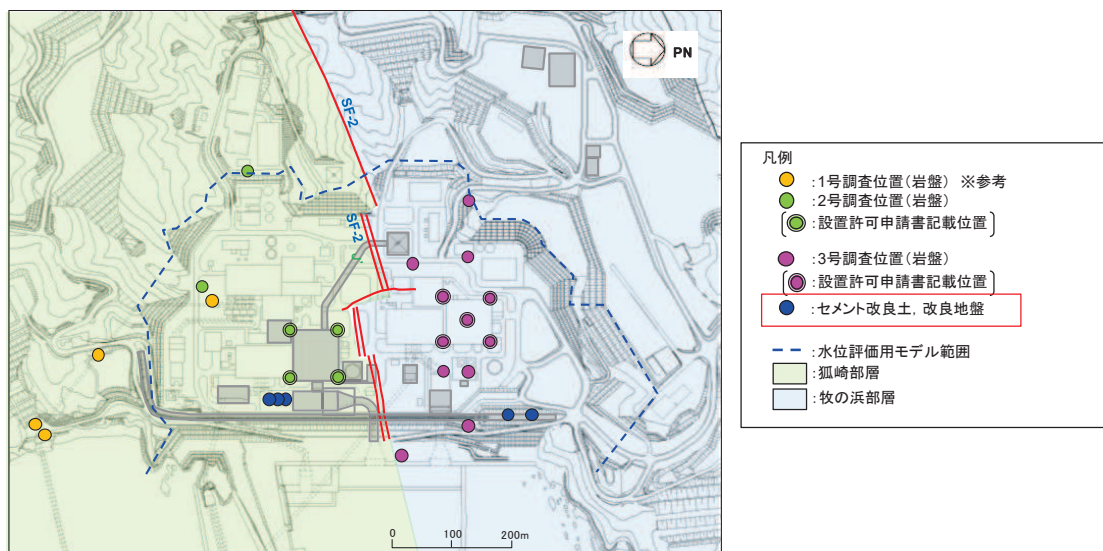 PN
SF-2
SF-2
0 100 200m
凡例
:1号調査位置(岩盤) ※参考
:2号調査位置(岩盤)
:設置許可申請書記載位置
:3号調査位置(岩盤)
:設置許可申請書記載位置
:セメント改良土, 改良地盤
:水位評価用モデル範囲
:狐崎部層
:牧の浜部層